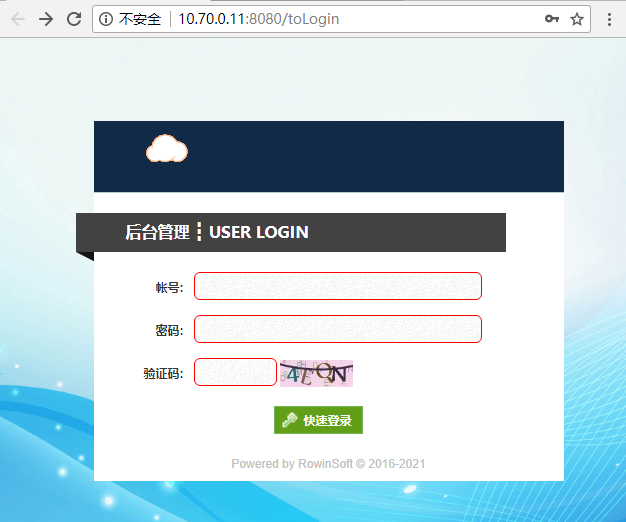 不安全 | 10.70.0.11:8080/toLogin
后台管理 ┇ USER LOGIN
帐号:
密码:
验证码: 4EQN
快速登录
Powered by RowinSoft © 2016-2021